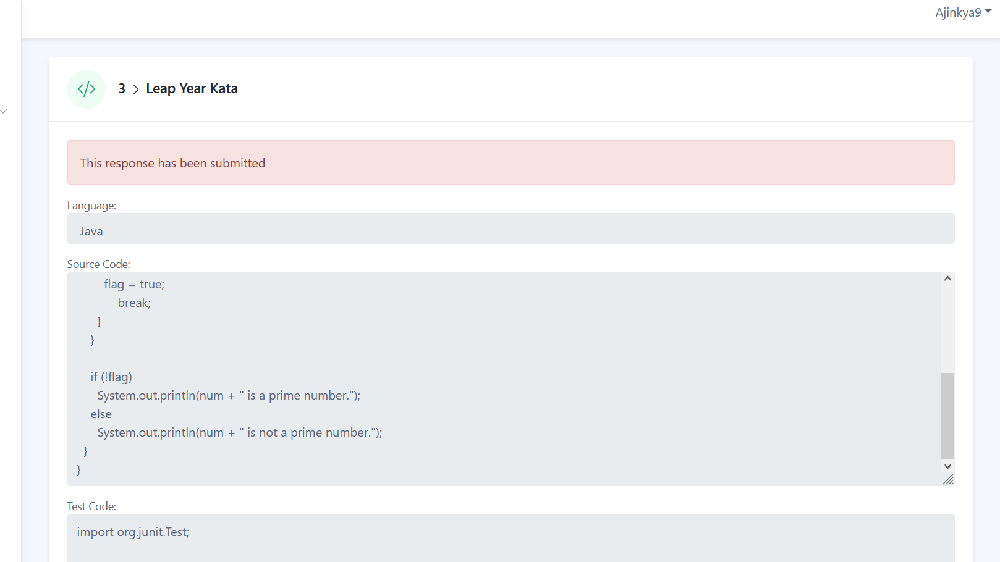 Ajinkya9
3 > Leap Year Kata
This response has been submitted
Language:
Java
Source Code:
flag = true;
break;
}
}
if (!flag)
System.out.println(num + " is a prime number.");
else
System.out.println(num + " is not a prime number.");
}
}
Test Code:
import org.junit.Test;